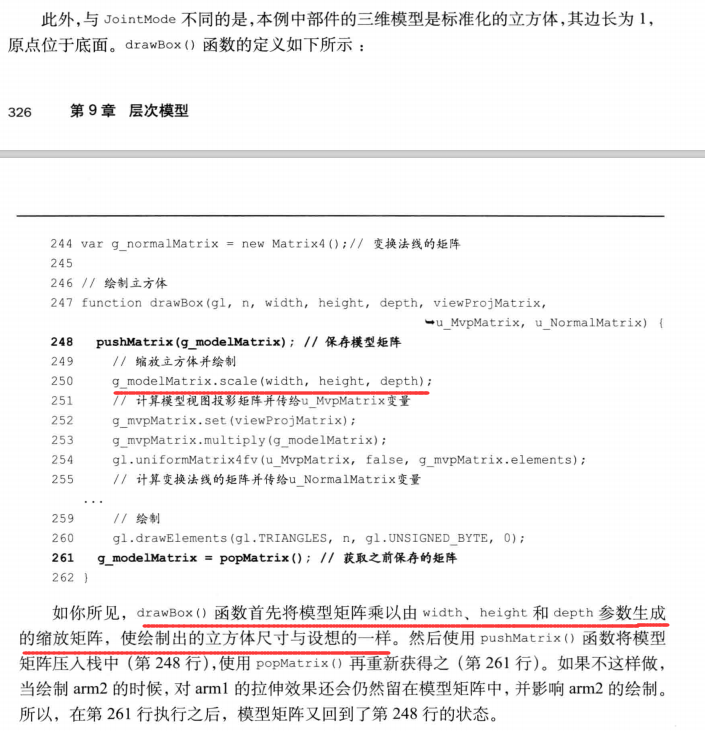 此外，与 JointMode 不同的是，本例中部件的三维模型是标准化的立方体，其边长为 1，
原点位于底面。drawBox() 函数的定义如下所示：
326 第 9 章 层次模型
244 var g_normalMatrix = new Matrix4();// 变换法线的矩阵
245
246 // 绘制立方体
247 function drawBox(gl, n, width, height, depth, viewProjMatrix,
➥u_MvpMatrix, u_NormalMatrix) {
248 pushMatrix(g_modelMatrix); // 保存模型矩阵
249 // 缩放立方体并绘制
250 g_modelMatrix.scale(width, height, depth);
251 // 计算模型视图投影矩阵并传给u_MvpMatrix变量
252 g_mvpMatrix.set(viewProjMatrix);
253 g_mvpMatrix.multiply(g_modelMatrix);
254 gl.uniformMatrix4fv(u_MvpMatrix, false, g_mvpMatrix.elements);
255 // 计算变换法线的矩阵并传给u_NormalMatrix变量
...
259 // 绘制
260 gl.drawElements(gl.TRIANGLES, n, gl.UNSIGNED_BYTE, 0);
261 g_modelMatrix = popMatrix(); // 获取之前保存的矩阵
262 }
如你所见，drawBox() 函数首先将模型矩阵乘以由 width、height 和 depth 参数生成
的缩放矩阵，使绘制出的立方体尺寸与设想的一样。然后使用 pushMatrix() 函数将模型
矩阵压入栈中（第 248 行），使用 popMatrix() 再重新获得之（第 261 行）。如果不这样做，
当绘制 arm2 的时候，对 arm1 的拉伸效果还会仍然留在模型矩阵中，并影响 arm2 的绘制。
所以，在第 261 行执行之后，模型矩阵又回到了第 248 行的状态。